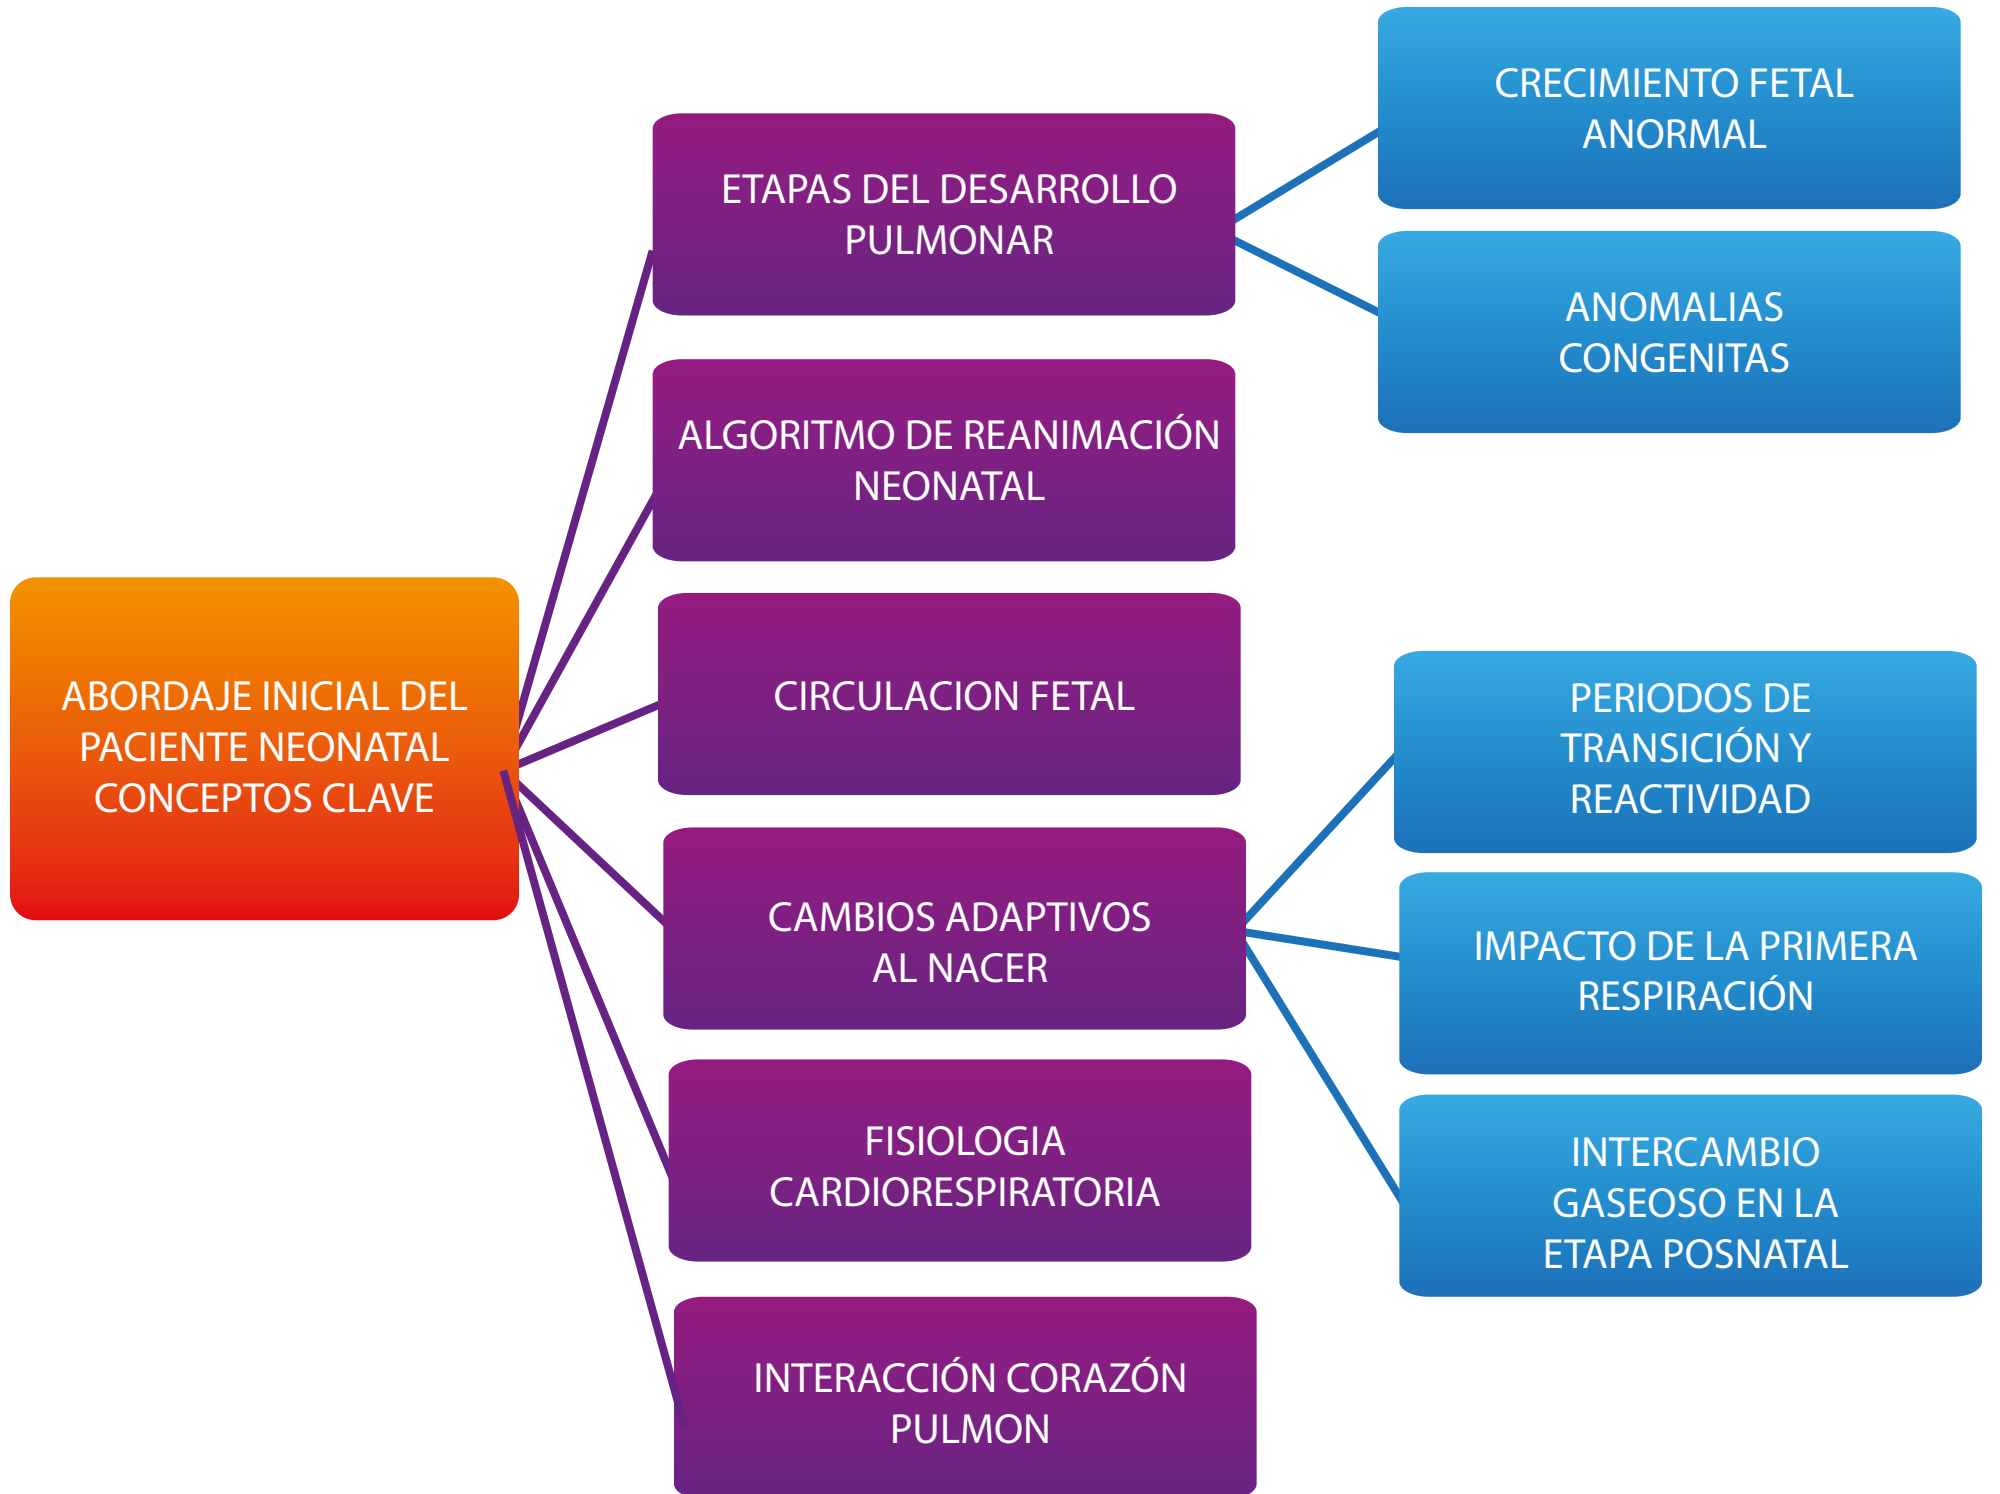 ABORDAJE INICIAL DEL
PACIENTE NEONATAL
CONCEPTOS CLAVE
ETAPAS DEL DESARROLLO
PULMONAR
CRECIMIENTO FETAL
ANORMAL
ANOMALIAS
CONGENITAS
ALGORITMO DE REANIMACIÓN
NEONATAL
CIRCULACION FETAL
CAMBIOS ADAPTIVOS
AL NACER
PERIODOS DE
TRANSICIÓN Y
REACTIVIDAD
IMPACTO DE LA PRIMERA
RESPIRACIÓN
INTERCAMBIO
GASEOSO EN LA
ETAPA POSNATAL
FISIOLOGIA
CARDIORESPIRATORIA
INTERACCIÓN CORAZÓN
PULMON